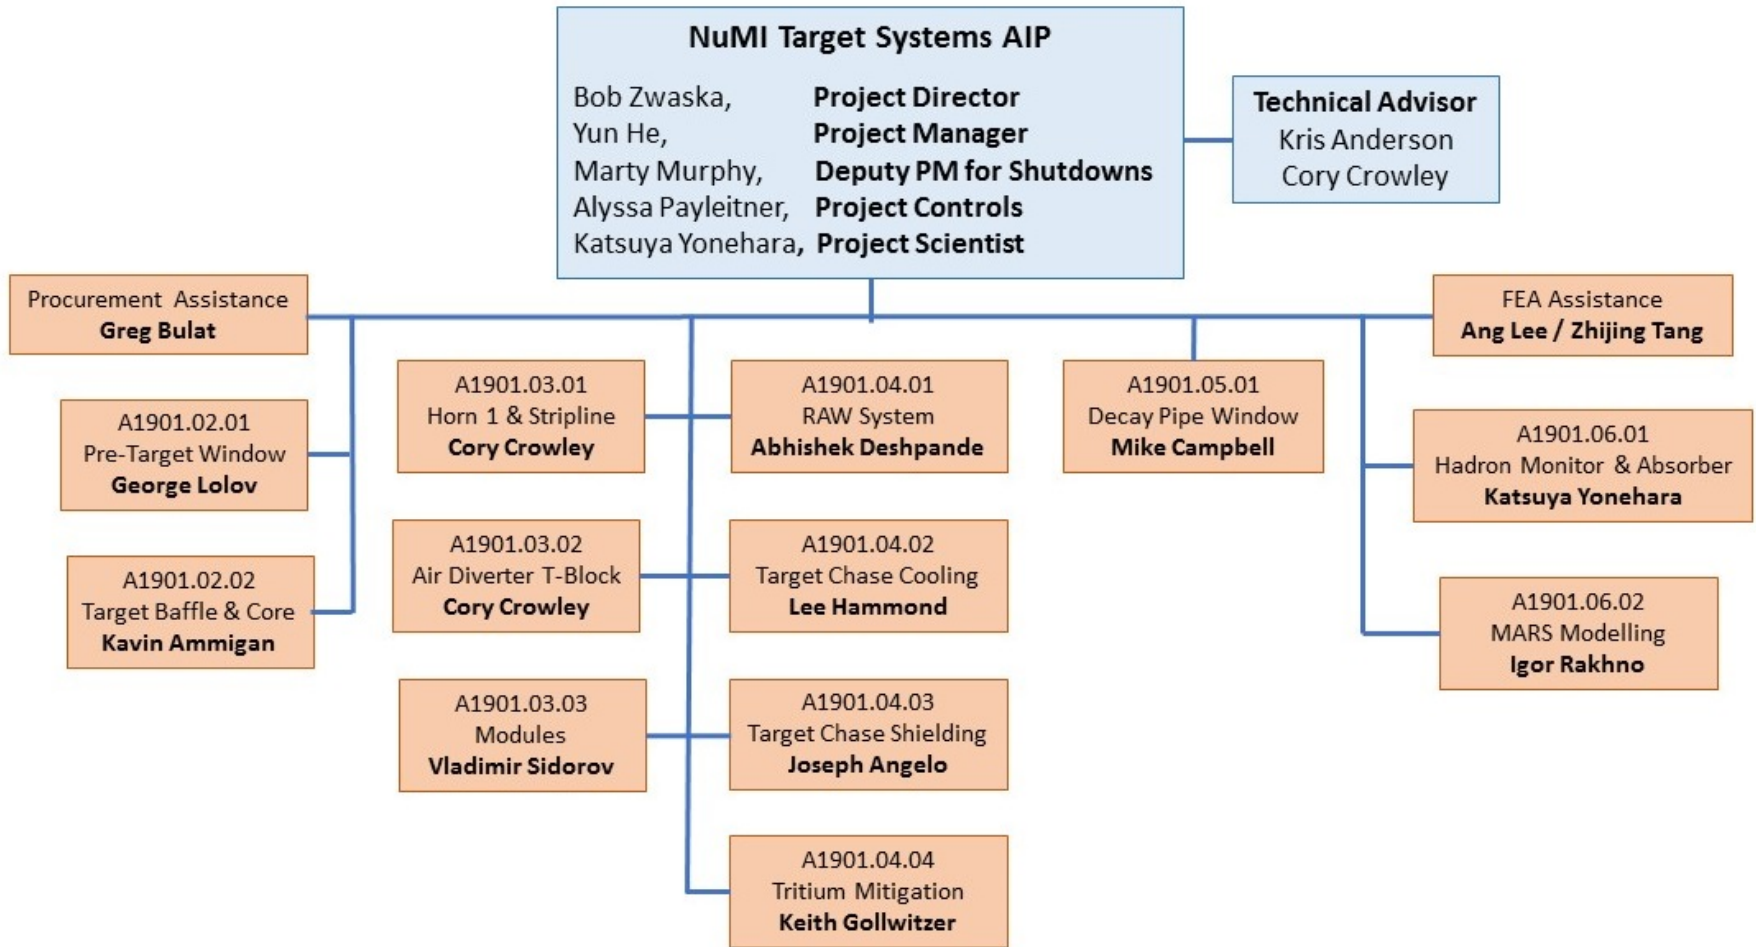 NuMI Target Systems AIP
Bob Zwaska, Project Director
Yun He, Project Manager
Marty Murphy, Deputy PM for Shutdowns
Alyssa Payleitner, Project Controls
Katsuya Yonehara, Project Scientist
Technical Advisor
Kris Anderson
Cory Crowley
Procurement Assistance
Greg Bulat
FEA Assistance
Ang Lee / Zhijing Tang
A1901.02.01
Pre-Target Window
George Lolov
A1901.02.02
Target Baffle & Core
Kavin Ammigan
A1901.03.01
Horn 1 & Stripline
Cory Crowley
A1901.03.02
Air Diverter T-Block
Cory Crowley
A1901.03.03
Modules
Vladimir Sidorov
A1901.04.01
RAW System
Abhishek Deshpande
A1901.04.02
Target Chase Cooling
Lee Hammond
A1901.04.03
Target Chase Shielding
Joseph Angelo
A1901.04.04
Tritium Mitigation
Keith Gollwitzer
A1901.05.01
Decay Pipe Window
Mike Campbell
A1901.06.01
Hadron Monitor & Absorber
Katsuya Yonehara
A1901.06.02
MARS Modelling
Igor Rakhno